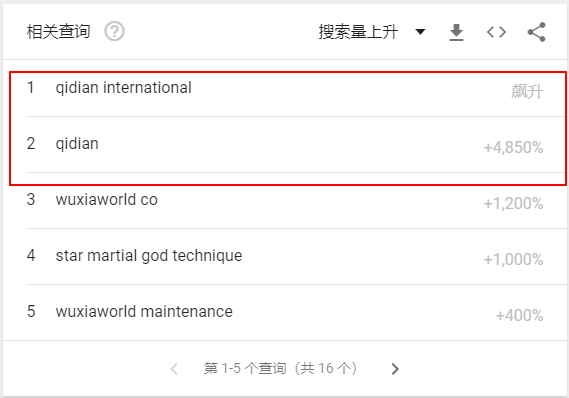 相关查询 ? 搜索量上升
1 qidian international 飙升
2 qidian +4,850%
3 wuxiaworld co +1,200%
4 star martial god technique +1,000%
5 wuxiaworld maintenance +400%
第 1-5 个查询（共 16 个）